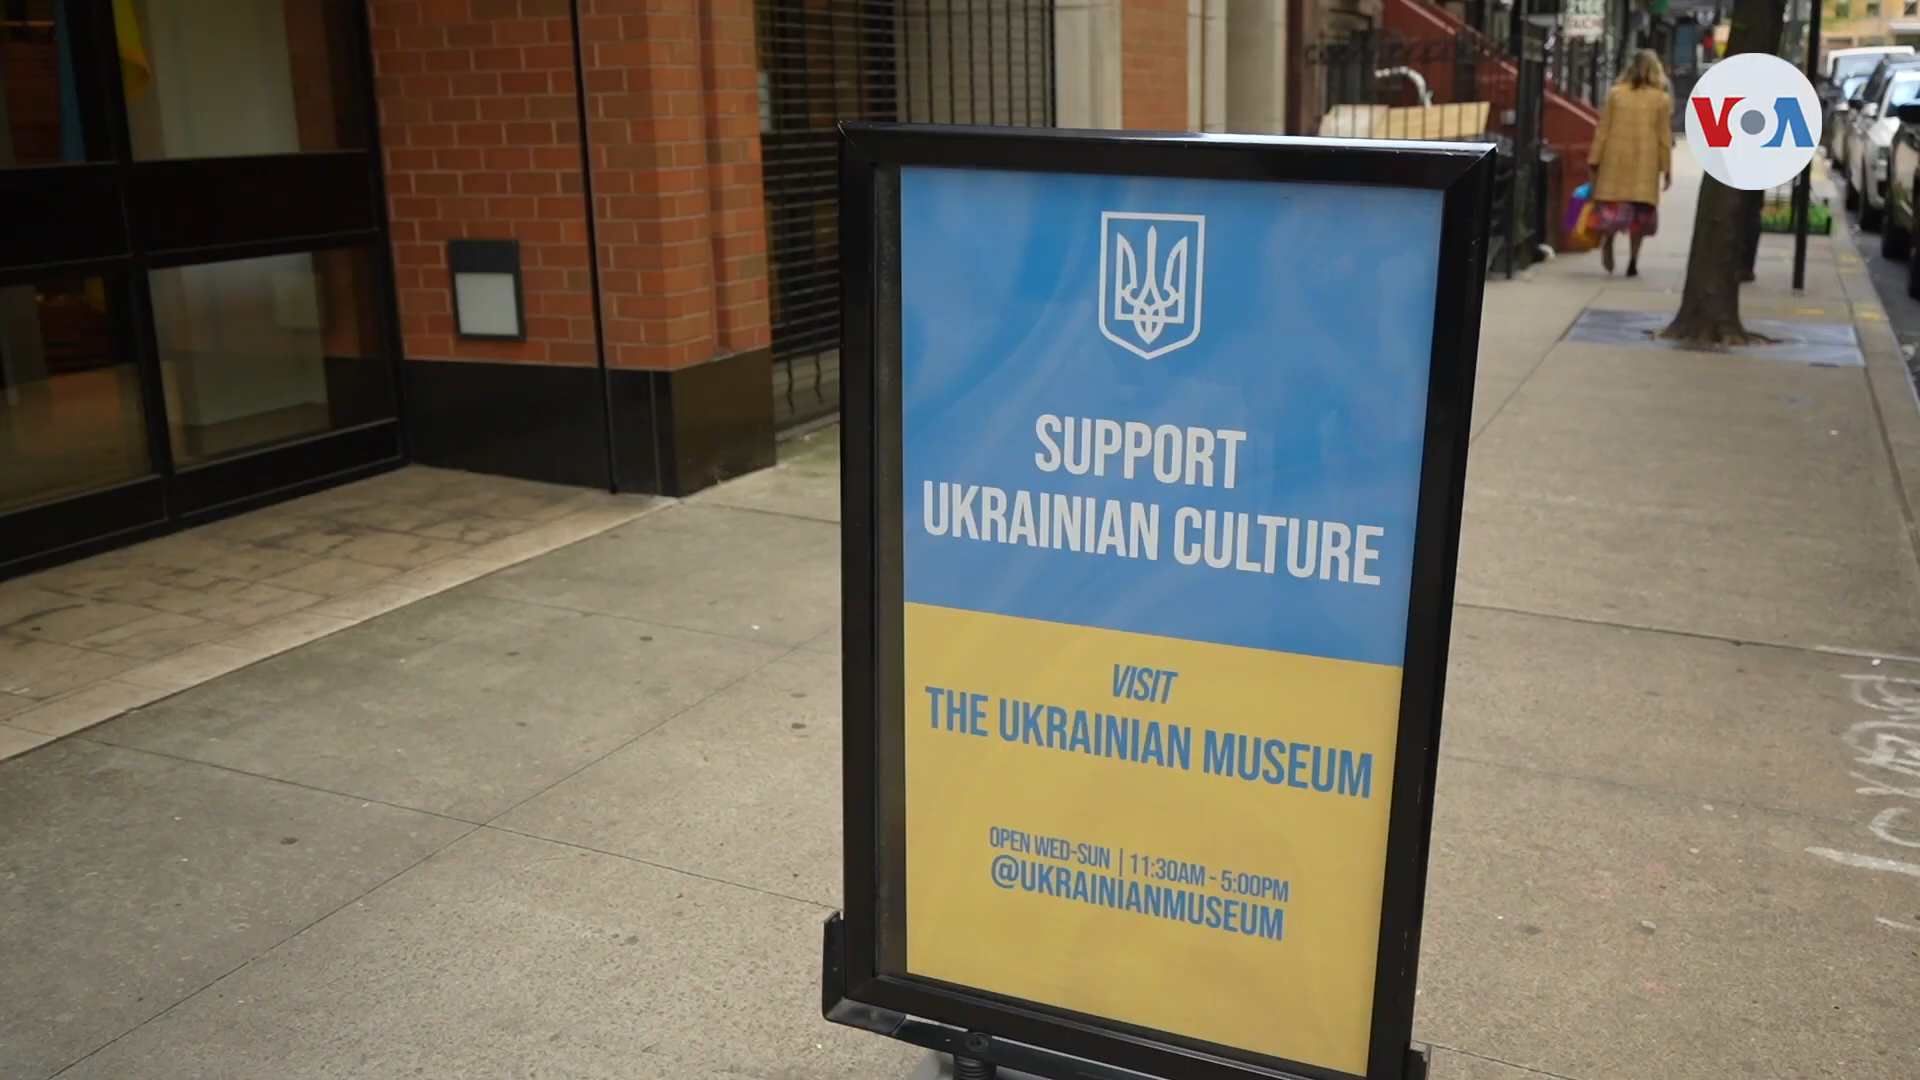 VOA
SUPPORT
UKRAINIAN CULTURE
VISIT
THE UKRAINIAN MUSEUM
OPEN WED-SUN | 11:30AM - 5:00PM
@UKRAINIANMUSEUM